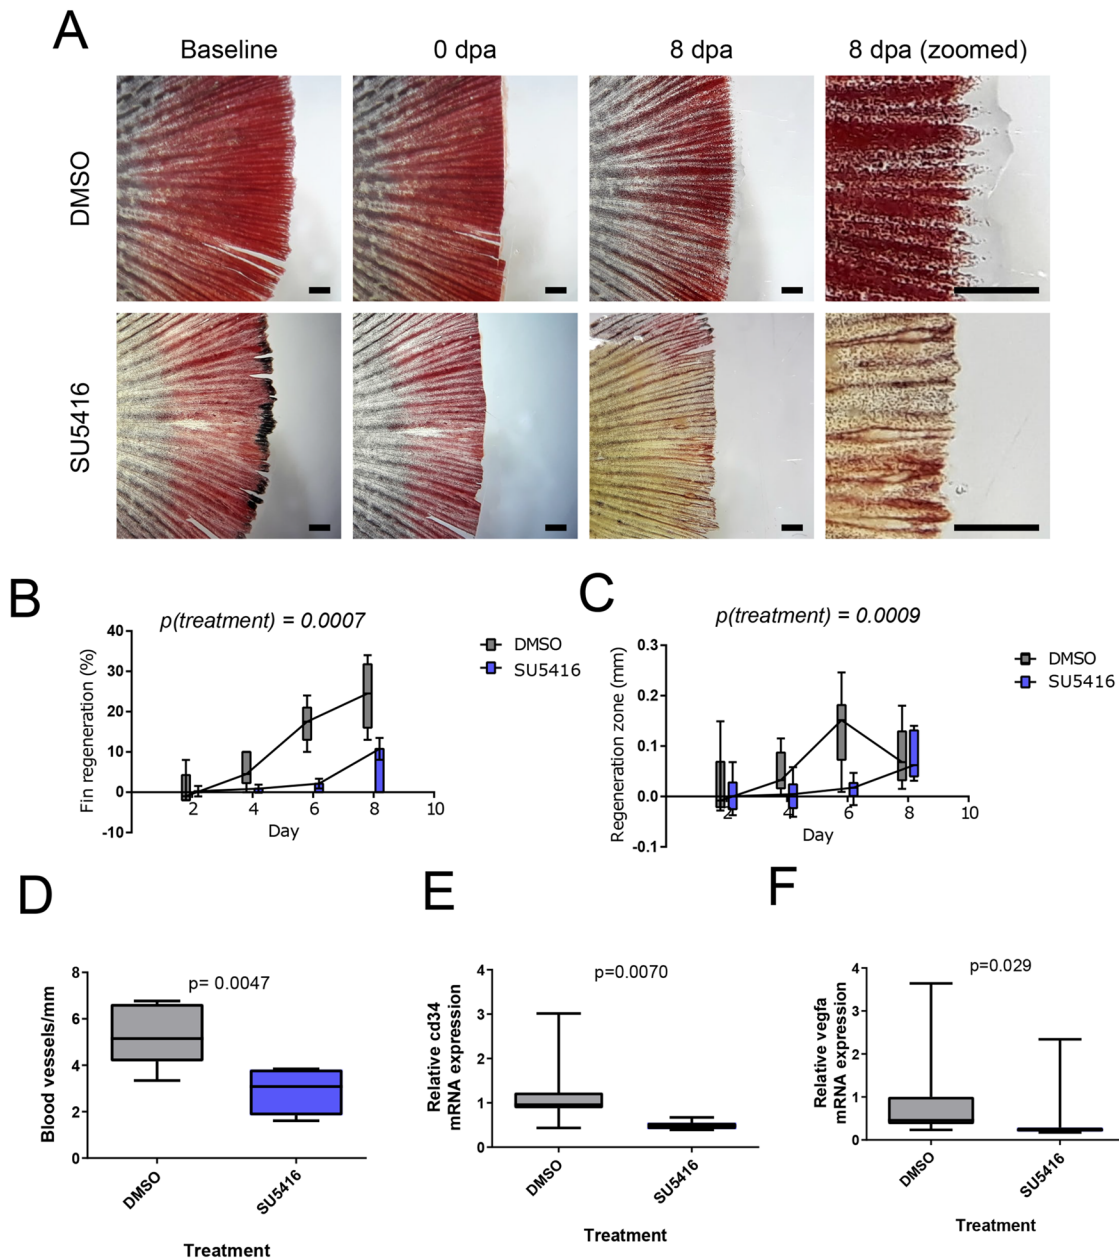 A
Baseline
0 dpa
8 dpa
8 dpa (zoomed)
DMSO
SU5416
B
p(treatment) = 0.0007
Fin regeneration (%)
40
30
20
10
0
-10
2
4
6
8
10
Day
DMSO
SU5416
C
p(treatment) = 0.0009
Regeneration zone (mm)
0.3
0.2
0.1
0.0
-0.1
2
4
6
8
10
Day
DMSO
SU5416
D
p= 0.0047
Blood vessels/mm
8
6
4
2
0
DMSO
SU5416
Treatment
E
p=0.0070
Relative cd34
mRNA expression
4
3
2
1
0
DMSO
SU5416
Treatment
F
p=0.029
Relative vegfa
mRNA expression
4
3
2
1
0
DMSO
SU5416
Treatment